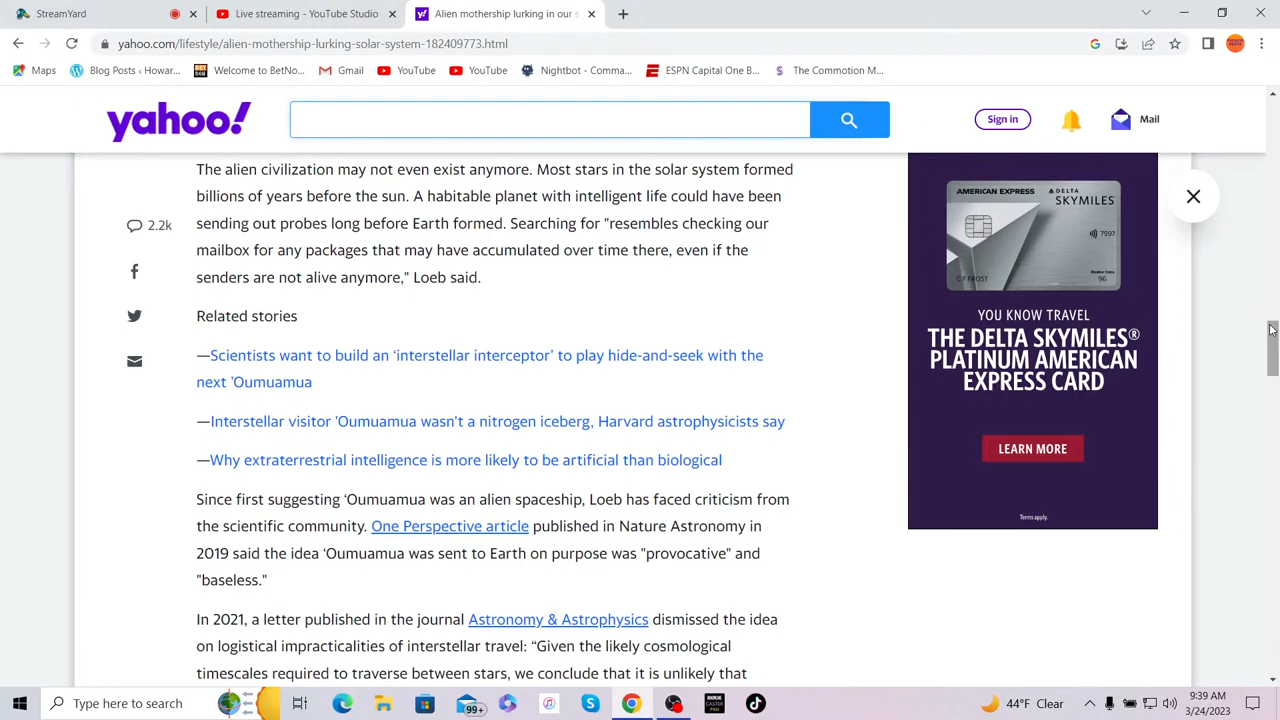 StreamYard
Live streaming - YouTube Studio
Alien mothership lurking in our s
yahoo.com/lifestyle/alien-mothership-lurking-solar-system-182409773.html
Maps
Blog Posts ‹ Howar...
Welcome to BetNo...
Gmail
YouTube
YouTube
Nightbot - Comma...
ESPN Capital One B...
The Commotion M...
yahoo!
Sign in
Mail
The alien civilization may not even exist anymore. Most stars in the solar system formed
billions of years before the sun. A habitable planet with intelligent life could have been
sending out probes long before Earth formed. Searching for "resembles checking our
mailbox for any packages that may have accumulated over time there, even if the
senders are not alive anymore," Loeb said.
2.2k
Related stories
—Scientists want to build an ‘interstellar interceptor’ to play hide-and-seek with the
next ’Oumuamua
—Interstellar visitor 'Oumuamua wasn't a nitrogen iceberg, Harvard astrophysicists say
—Why extraterrestrial intelligence is more likely to be artificial than biological
Since first suggesting ‘Oumuamua was an alien spaceship, Loeb has faced criticism from
the scientific community. One Perspective article published in Nature Astronomy in
2019 said the idea ‘Oumuamua was sent to Earth on purpose was "provocative" and
"baseless."
In 2021, a letter published in the journal Astronomy & Astrophysics dismissed the idea
on logistical impracticalities of interstellar travel: “Given the likely cosmological
timescales required to traverse between stars, we conclude that it is unlikely that
AMERICAN EXPRESS
DELTA
SKYMILES
7997
C F FROST
96
YOU KNOW TRAVEL
THE DELTA SKYMILES®
PLATINUM AMERICAN
EXPRESS CARD
LEARN MORE
Terms apply.
Type here to search
99+
44°F Clear
9:39 AM
3/24/2023